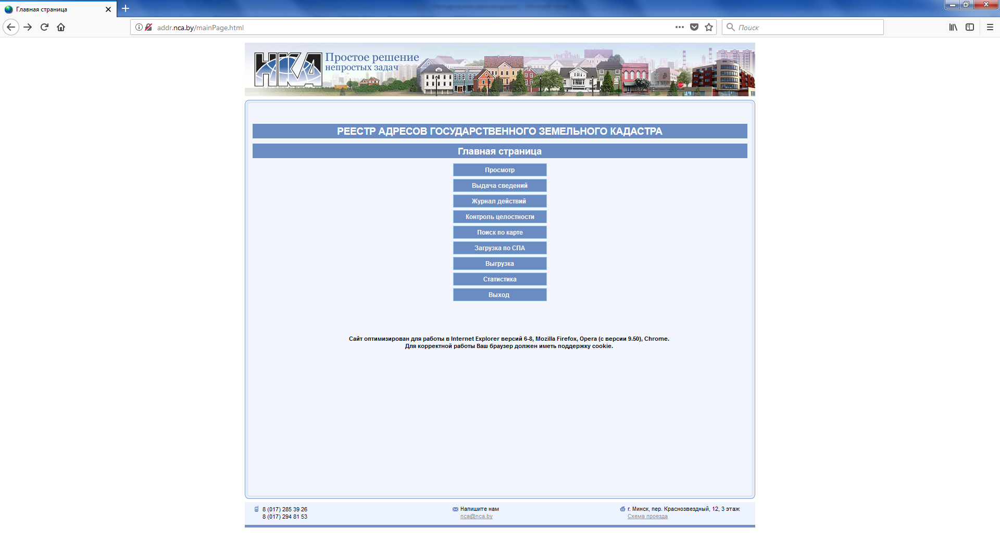 Главная страница
addr.nca.by/mainPage.html
Поиск
НКА
Простое решение
непростых задач
STOP
РЕЕСТР АДРЕСОВ ГОСУДАРСТВЕННОГО ЗЕМЕЛЬНОГО КАДАСТРА
Главная страница
Просмотр
Выдача сведений
Журнал действий
Контроль целостности
Поиск по карте
Загрузка по СПА
Выгрузка
Статистика
Выход
Сайт оптимизирован для работы в Internet Explorer версий 6-8, Mozilla Firefox, Opera (с версии 9.50), Chrome.
Для корректной работы Ваш браузер должен иметь поддержку cookie.
8 (017) 285 39 26
8 (017) 294 81 53
Напишите нам
nca@nca.by
г. Минск, пер. Краснозвездный, 12, 3 этаж
Схема проезда